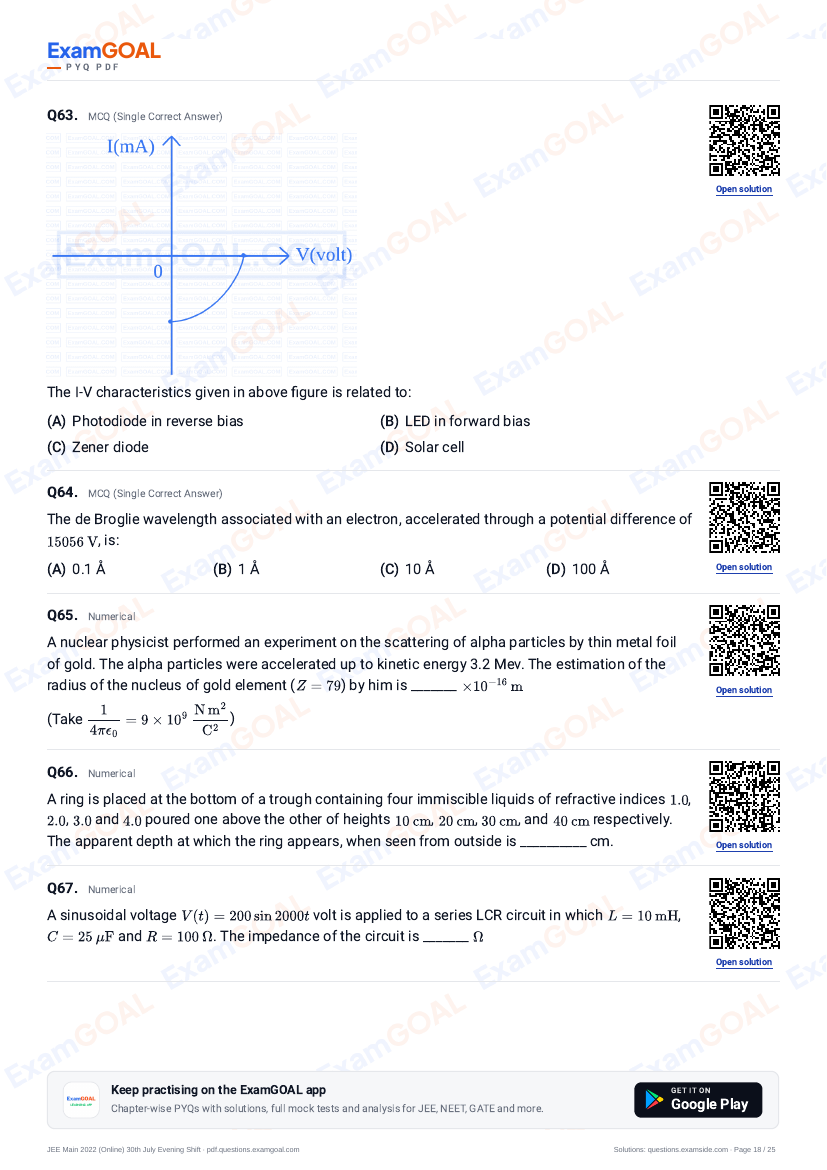 ExamGOAL
PYQ PDF
Q63. MCQ (Single Correct Answer)
Open solution
I(mA)
V(volt)
0
ExamGOAL.COM
The I-V characteristics given in above figure is related to:
(A) Photodiode in reverse bias (B) LED in forward bias
(C) Zener diode (D) Solar cell
Q64. MCQ (Single Correct Answer)
The de Broglie wavelength associated with an electron, accelerated through a potential difference of
15056 V, is:
(A) 0.1 Å (B) 1 Å (C) 10 Å (D) 100 Å
Open solution
Q65. Numerical
A nuclear physicist performed an experiment on the scattering of alpha particles by thin metal foil
of gold. The alpha particles were accelerated up to kinetic energy 3.2 Mev. The estimation of the
radius of the nucleus of gold element (Z = 79) by him is _______ ×10⁻¹⁶ m
(Take 1/4πϵ₀ = 9 × 10⁹ N m²/C²)
Open solution
Q66. Numerical
A ring is placed at the bottom of a trough containing four immiscible liquids of refractive indices 1.0,
2.0, 3.0 and 4.0 poured one above the other of heights 10 cm, 20 cm, 30 cm, and 40 cm respectively.
The apparent depth at which the ring appears, when seen from outside is __________ cm.
Open solution
Q67. Numerical
A sinusoidal voltage V(t) = 200 sin 2000t volt is applied to a series LCR circuit in which L = 10 mH,
C = 25 μF and R = 100 Ω. The impedance of the circuit is _______ Ω
Open solution
ExamGOAL
Keep practising on the ExamGOAL app
Chapter-wise PYQs with solutions, full mock tests and analysis for JEE, NEET, GATE and more.
GET IT ON
Google Play
JEE Main 2022 (Online) 30th July Evening Shift · pdf.questions.examgoal.com
Solutions: questions.examside.com · Page 18 / 25